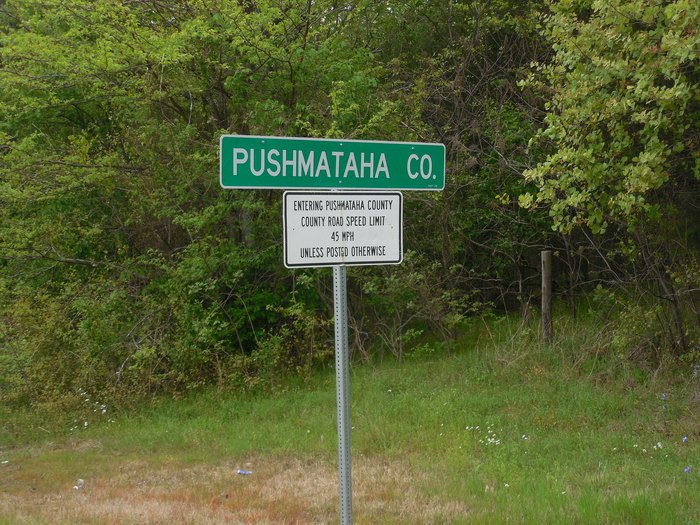 PUSHMATAHA CO.
ENTERING PUSHMATAHA COUNTY
COUNTY ROAD SPEED LIMIT
45 MPH
UNLESS POSTED OTHERWISE